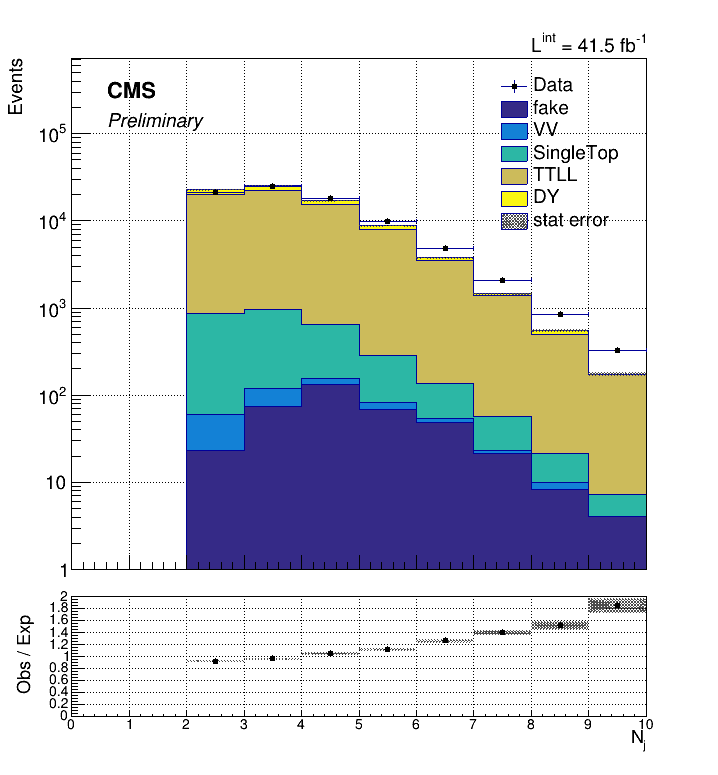 L^int = 41.5 fb^-1
Events
CMS
Preliminary
Data
fake
VV
SingleTop
TTLL
DY
stat error
10^5
10^4
10^3
10^2
10
1
Obs / Exp
2
1.8
1.6
1.4
1.2
1
0.8
0.6
0.4
0.2
0
0 1 2 3 4 5 6 7 8 9 10
N_j